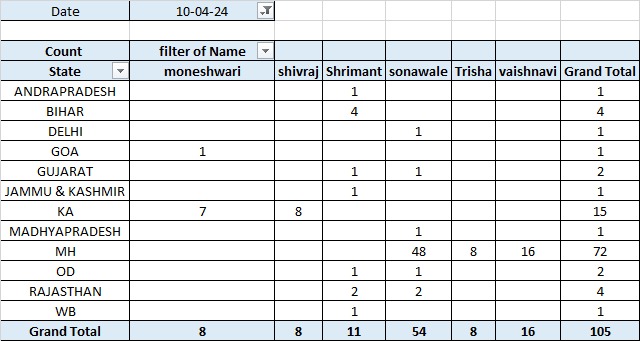 Date 10-04-24
Count filter of Name
State moneshwari shivraj Shrimant sonawale Trisha vaishnavi Grand Total
ANDRAPRADESH 1 1
BIHAR 4 4
DELHI 1 1
GOA 1 1
GUJARAT 1 1 2
JAMMU & KASHMIR 1 1
KA 7 8 15
MADHYAPRADESH 1 1
MH 48 8 16 72
OD 1 1 2
RAJASTHAN 2 2 4
WB 1 1
Grand Total 8 8 11 54 8 16 105